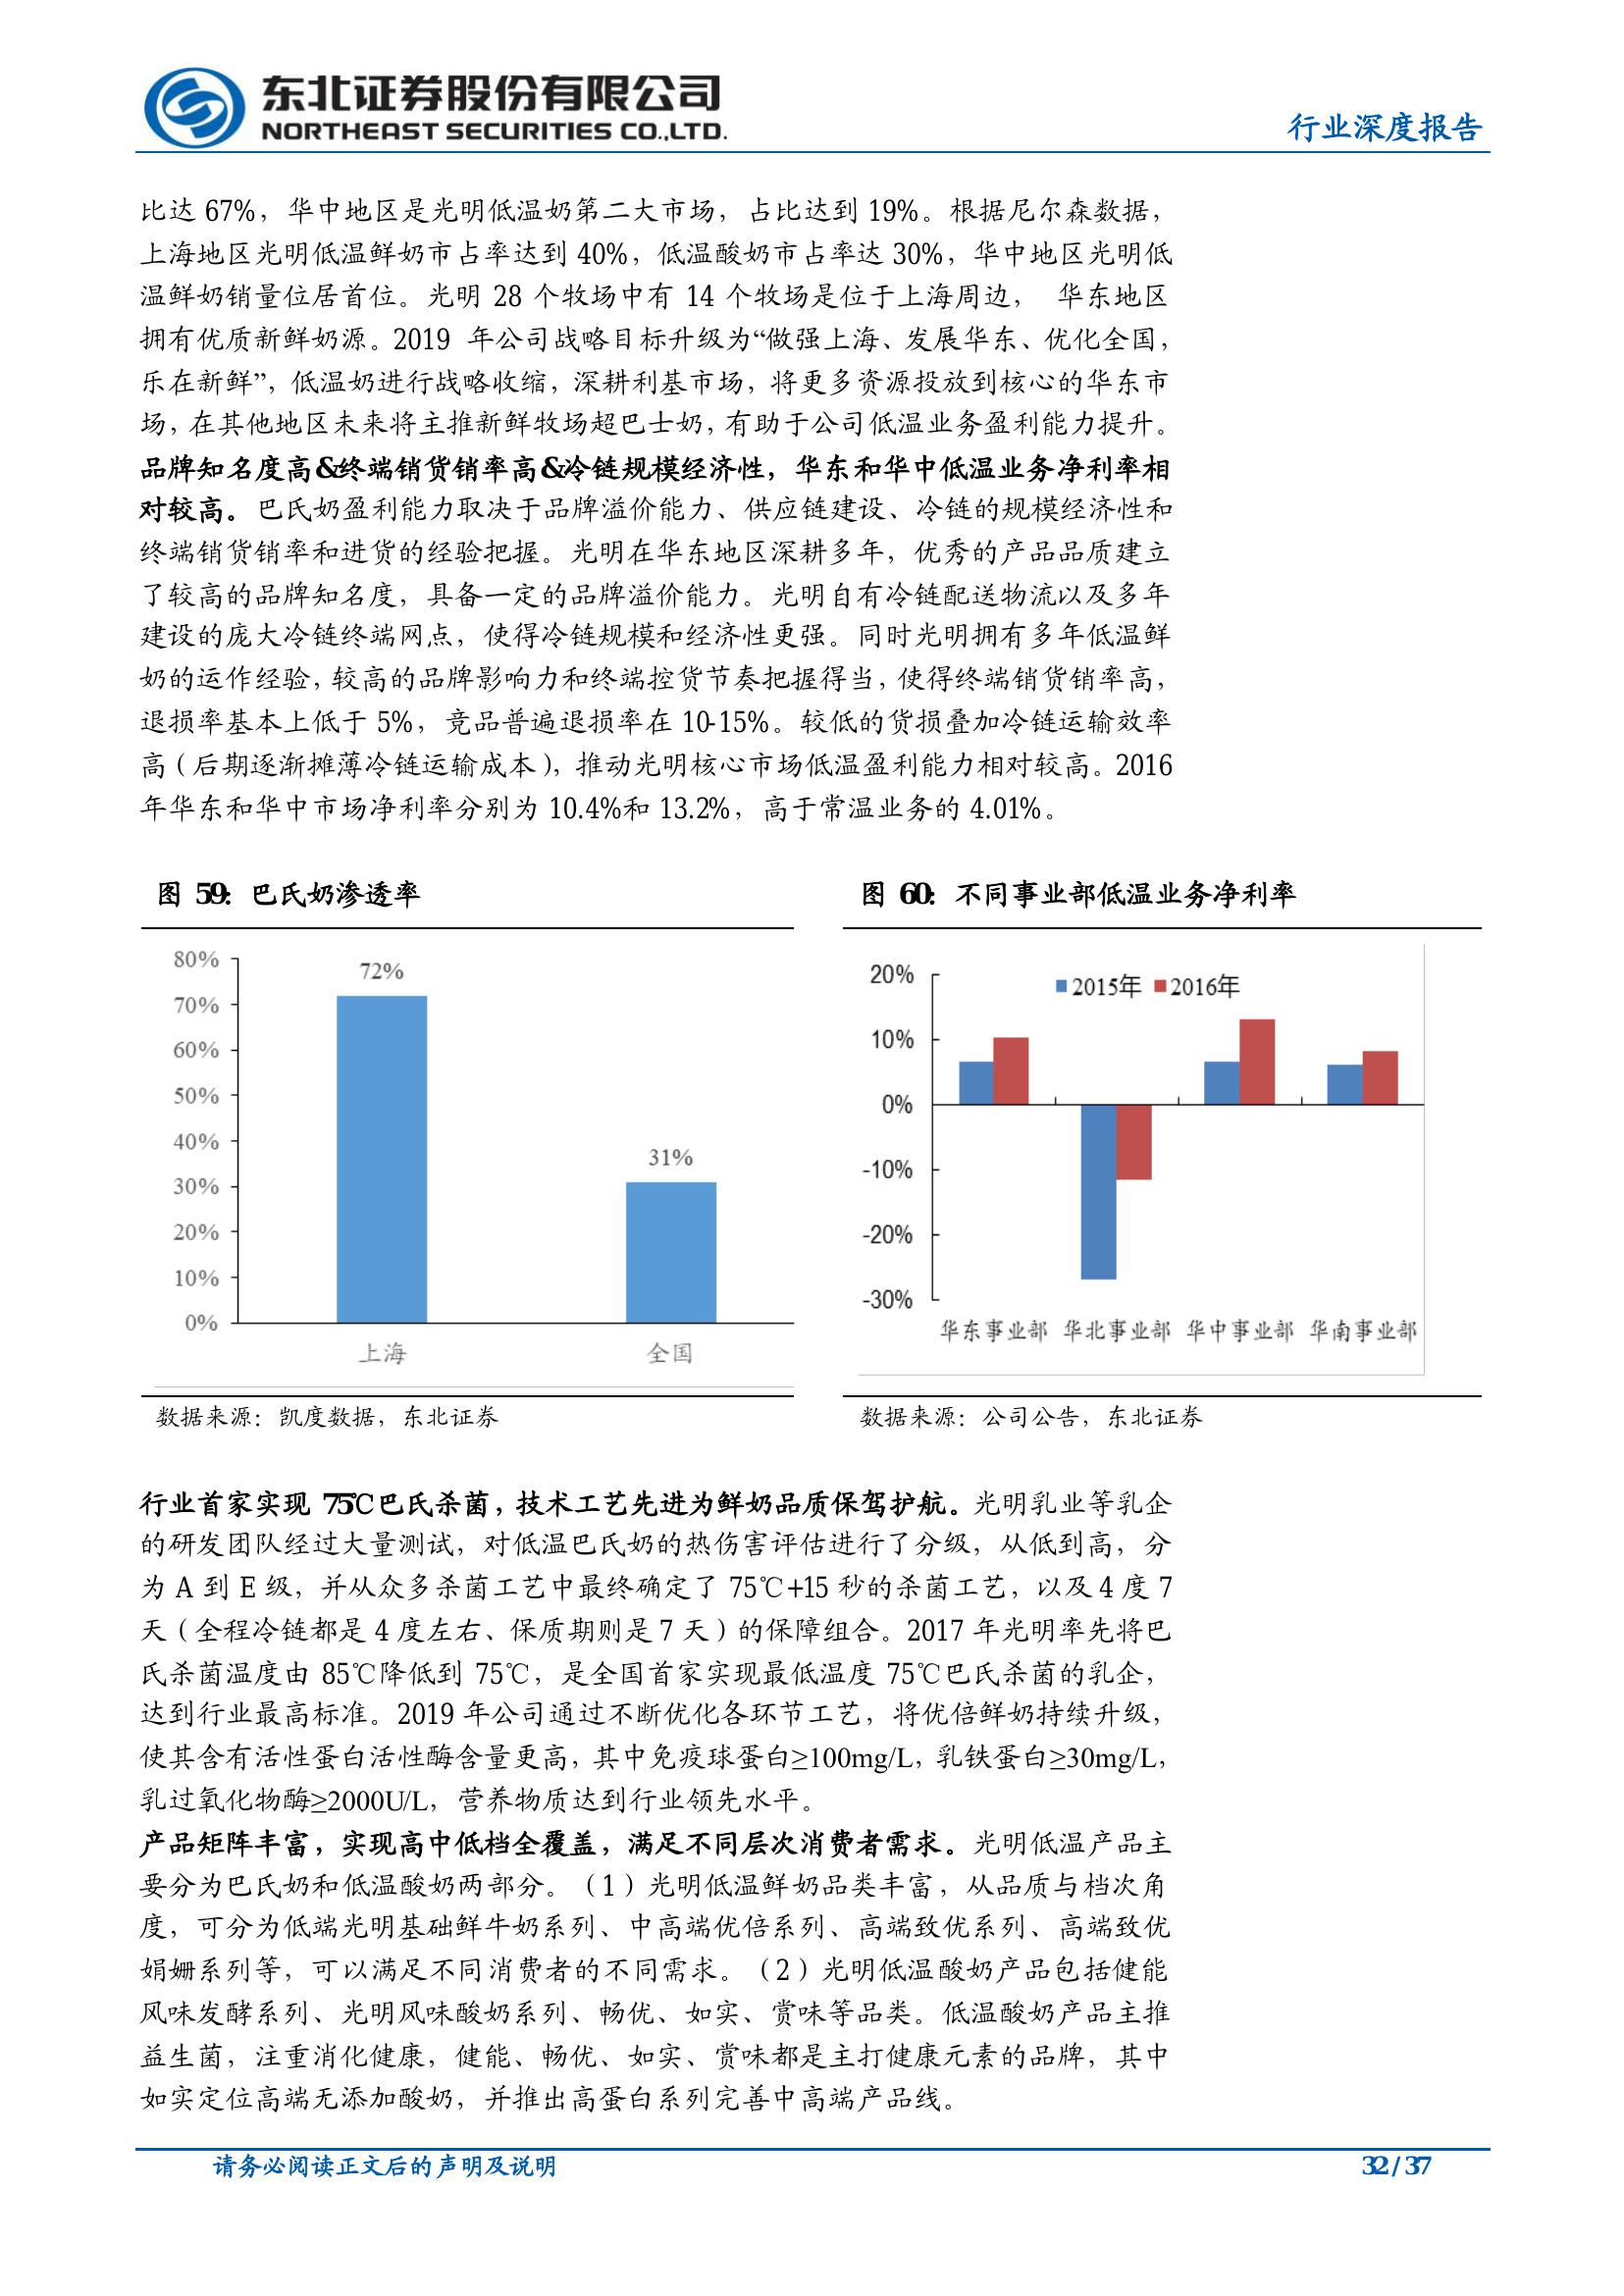 东北证券股份有限公司
NORTHEAST SECURITIES CO.,LTD.
行业深度报告
比达 67%，华中地区是光明低温奶第二大市场，占比达到 19%。根据尼尔森数据，
上海地区光明低温鲜奶市占率达到 40%，低温酸奶市占率达 30%，华中地区光明低
温鲜奶销量位居首位。光明 28 个牧场中有 14 个牧场是位于上海周边， 华东地区
拥有优质新鲜奶源。2019 年公司战略目标升级为“做强上海、发展华东、优化全国，
乐在新鲜”，低温奶进行战略收缩，深耕利基市场，将更多资源投放到核心的华东市
场，在其他地区未来将主推新鲜牧场超巴士奶，有助于公司低温业务盈利能力提升。
品牌知名度高&终端销货销率高&冷链规模经济性，华东和华中低温业务净利率相
对较高。巴氏奶盈利能力取决于品牌溢价能力、供应链建设、冷链的规模经济性和
终端销货销率和进货的经验把握。光明在华东地区深耕多年，优秀的产品品质建立
了较高的品牌知名度，具备一定的品牌溢价能力。光明自有冷链配送物流以及多年
建设的庞大冷链终端网点，使得冷链规模和经济性更强。同时光明拥有多年低温鲜
奶的运作经验，较高的品牌影响力和终端控货节奏把握得当，使得终端销货销率高，
退损率基本上低于 5%，竞品普遍退损率在 10-15%。较低的货损叠加冷链运输效率
高（后期逐渐摊薄冷链运输成本），推动光明核心市场低温盈利能力相对较高。2016
年华东和华中市场净利率分别为 10.4%和 13.2%，高于常温业务的 4.01%。
图 59：巴氏奶渗透率
80%
70%
60%
50%
40%
30%
20%
10%
0%
72%
31%
上海
全国
数据来源：凯度数据，东北证券
图 60：不同事业部低温业务净利率
20%
10%
0%
-10%
-20%
-30%
2015年 2016年
华东事业部 华北事业部 华中事业部 华南事业部
数据来源：公司公告，东北证券
行业首家实现 75℃巴氏杀菌，技术工艺先进为鲜奶品质保驾护航。光明乳业等乳企
的研发团队经过大量测试，对低温巴氏奶的热伤害评估进行了分级，从低到高，分
为 A 到 E 级，并从众多杀菌工艺中最终确定了 75℃+15 秒的杀菌工艺，以及 4 度 7
天（全程冷链都是 4 度左右、保质期则是 7 天）的保障组合。2017 年光明率先将巴
氏杀菌温度由 85℃降低到 75℃，是全国首家实现最低温度 75℃巴氏杀菌的乳企，
达到行业最高标准。2019 年公司通过不断优化各环节工艺，将优倍鲜奶持续升级，
使其含有活性蛋白活性酶含量更高，其中免疫球蛋白≥100mg/L，乳铁蛋白≥30mg/L，
乳过氧化物酶≥2000U/L，营养物质达到行业领先水平。
产品矩阵丰富，实现高中低档全覆盖，满足不同层次消费者需求。光明低温产品主
要分为巴氏奶和低温酸奶两部分。（1）光明低温鲜奶品类丰富，从品质与档次角
度，可分为低端光明基础鲜牛奶系列、中高端优倍系列、高端致优系列、高端致优
娟姗系列等，可以满足不同消费者的不同需求。（2）光明低温酸奶产品包括健能
风味发酵系列、光明风味酸奶系列、畅优、如实、赏味等品类。低温酸奶产品主推
益生菌，注重消化健康，健能、畅优、如实、赏味都是主打健康元素的品牌，其中
如实定位高端无添加酸奶，并推出高蛋白系列完善中高端产品线。
请务必阅读正文后的声明及说明
32 / 37